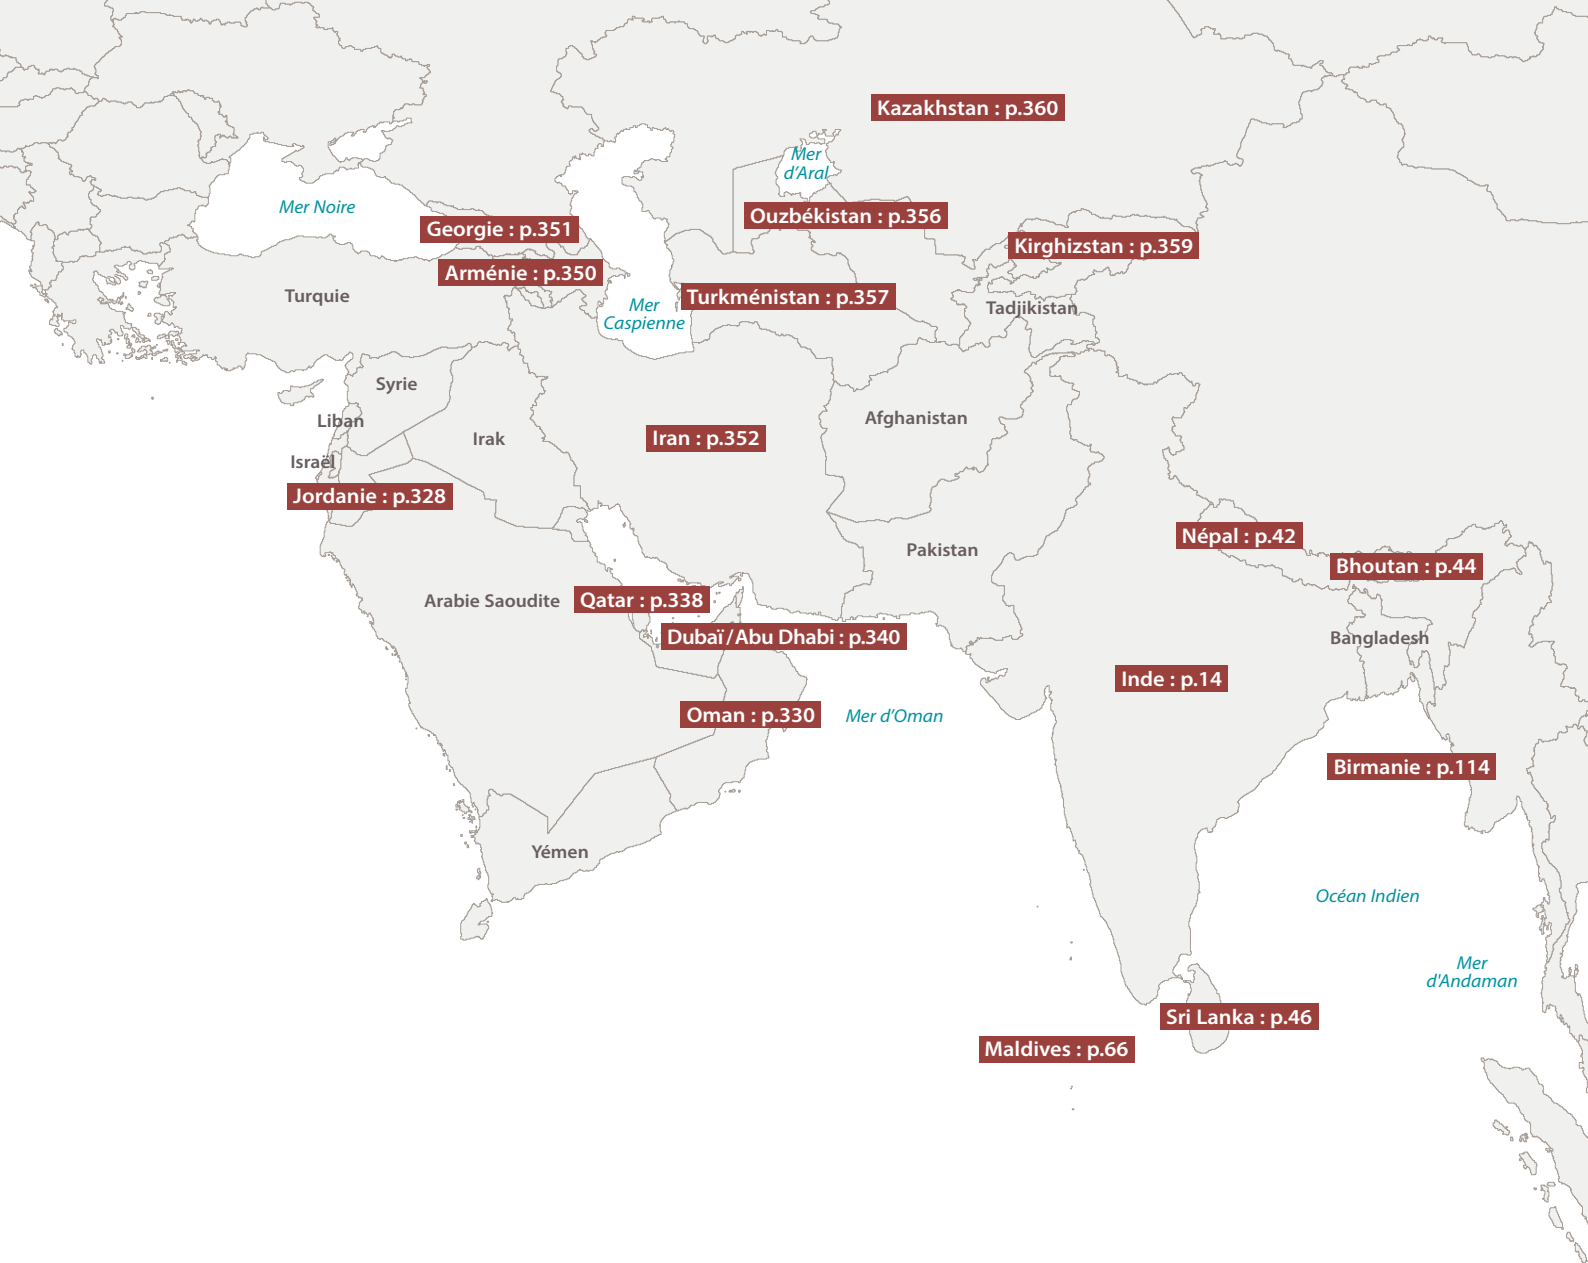 Kazakhstan : p.360
Mer
d’Aral
Mer Noire
Ouzbékistan : p.356
Georgie : p.351
Kirghizstan : p.359
Arménie : p.350
Turquie
Turkménistan : p.357
Mer
Caspienne
Tadjikistan
Syrie
Afghanistan
Liban
Irak
Iran : p.352
Israël
Jordanie : p.328
Népal : p.42
Pakistan
Bhoutan : p.44
Arabie Saoudite
Qatar : p.338
Dubaï/Abu Dhabi : p.340
Bangladesh
Inde : p.14
Oman : p.330
Mer d’Oman
Birmanie : p.114
Yémen
Océan Indien
Mer
d'Andaman
Sri Lanka : p.46
Maldives : p.66